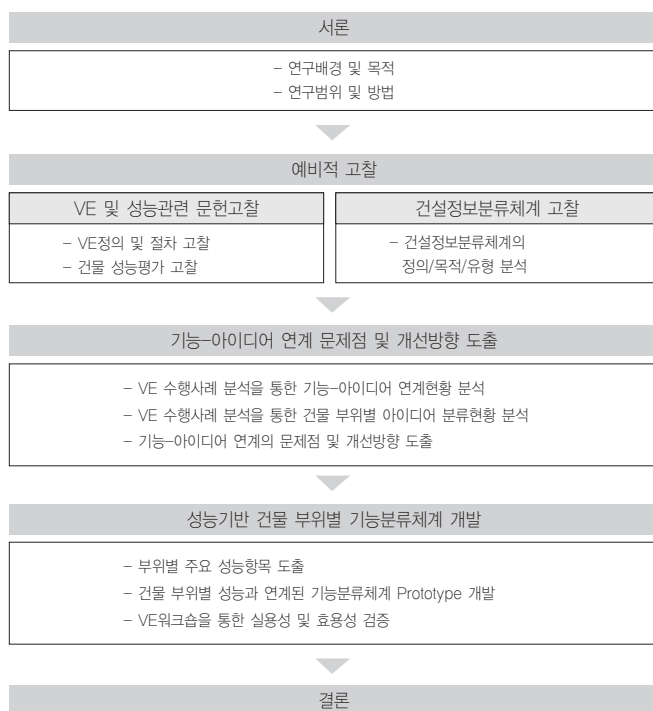 서론
- 연구배경 및 목적
- 연구범위 및 방법
예비적 고찰
VE 및 성능관련 문헌고찰
- VE정의 및 절차 고찰
- 건물 성능평가 고찰
건설정보분류체계 고찰
- 건설정보분류체계의
정의/목적/유형 분석
기능-아이디어 연계 문제점 및 개선방향 도출
- VE 수행사례 분석을 통한 기능-아이디어 연계현황 분석
- VE 수행사례 분석을 통한 건물 부위별 아이디어 분류현황 분석
- 기능-아이디어 연계의 문제점 및 개선방향 도출
성능기반 건물 부위별 기능분류체계 개발
- 부위별 주요 성능항목 도출
- 건물 부위별 성능과 연계된 기능분류체계 Prototype 개발
- VE워크숍을 통한 실용성 및 효용성 검증
결론